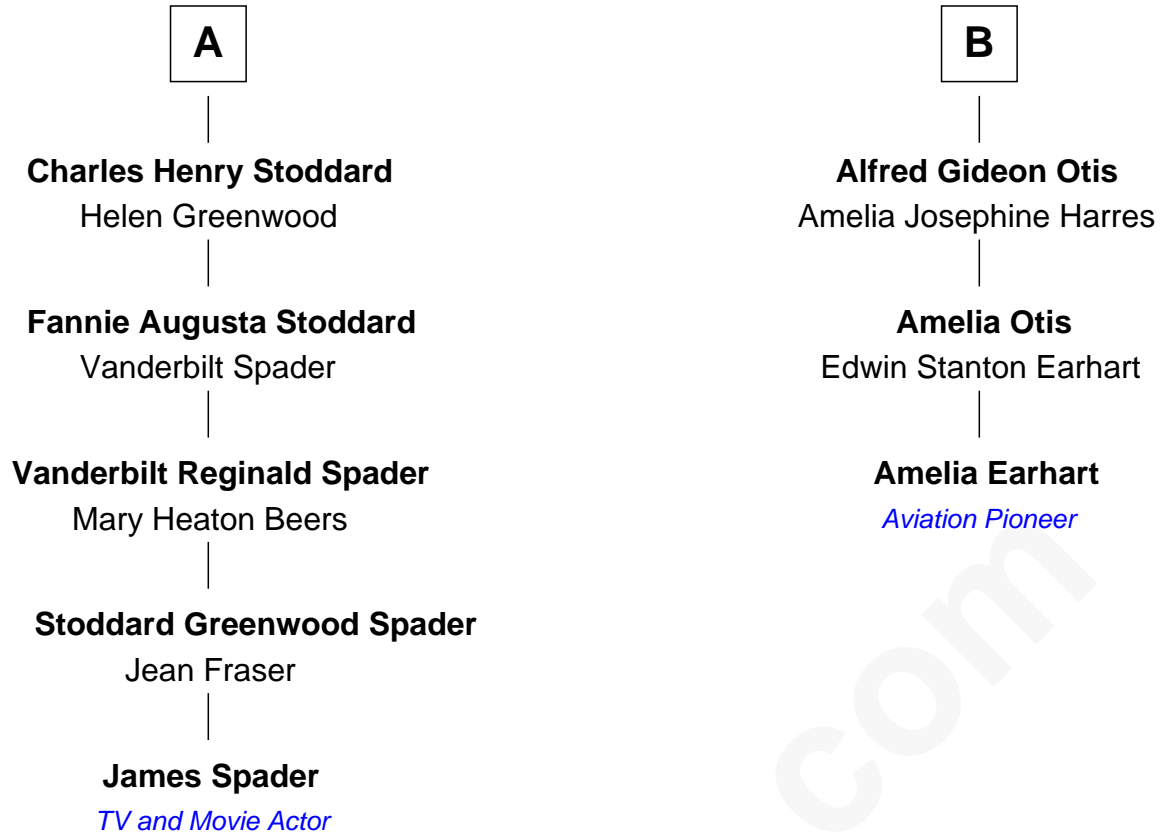 A
Charles Henry Stoddard
Helen Greenwood
Fannie Augusta Stoddard
Vanderbilt Spader
Vanderbilt Reginald Spader
Mary Heaton Beers
Stoddard Greenwood Spader
Jean Fraser
James Spader
TV and Movie Actor
B
Alfred Gideon Otis
Amelia Josephine Harres
Amelia Otis
Edwin Stanton Earhart
Amelia Earhart
Aviation Pioneer
com